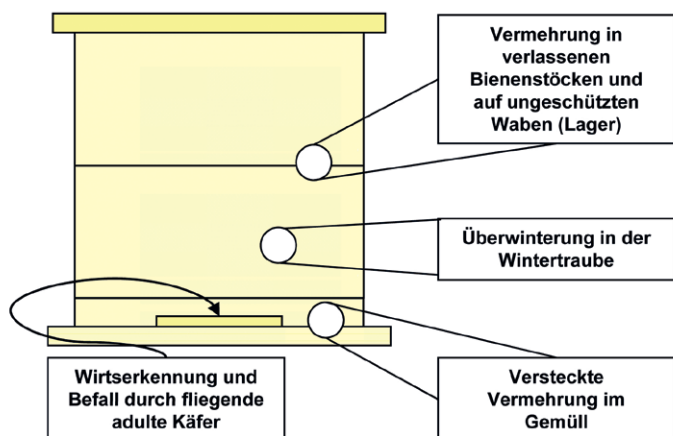 Vermehrung in
verlassenen
Bienenstöcken und
auf ungeschützten
Waben (Lager)
Überwinterung in der
Wintertraube
Wirtserkennung und
Befall durch fliegende
adulte Käfer
Versteckte
Vermehrung im
Gemüll